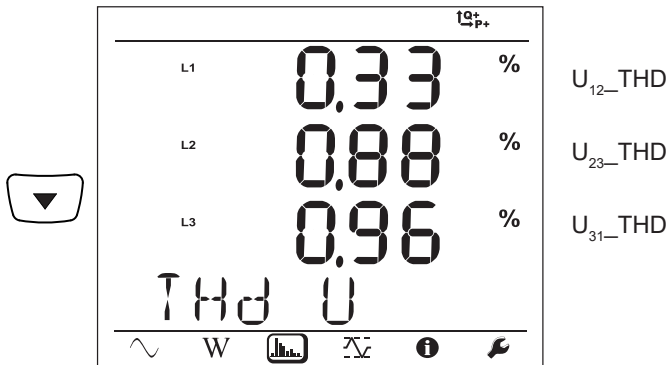 Q+
P+
L1 0.33 % U₁₂_THD
L2 0.88 % U₂₃_THD
L3 0.96 % U₃₁_THD
THd U
W